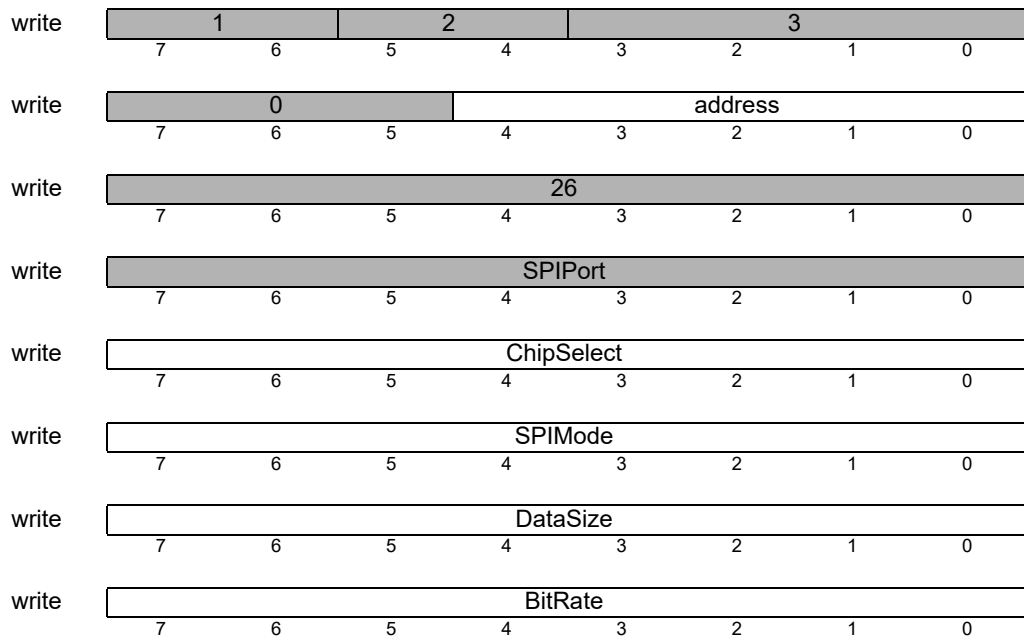 write 1 2 3
7 6 5 4 3 2 1 0
write 0 address
7 6 5 4 3 2 1 0
write 26
7 6 5 4 3 2 1 0
write SPIPort
7 6 5 4 3 2 1 0
write ChipSelect
7 6 5 4 3 2 1 0
write SPIMode
7 6 5 4 3 2 1 0
write DataSize
7 6 5 4 3 2 1 0
write BitRate
7 6 5 4 3 2 1 0